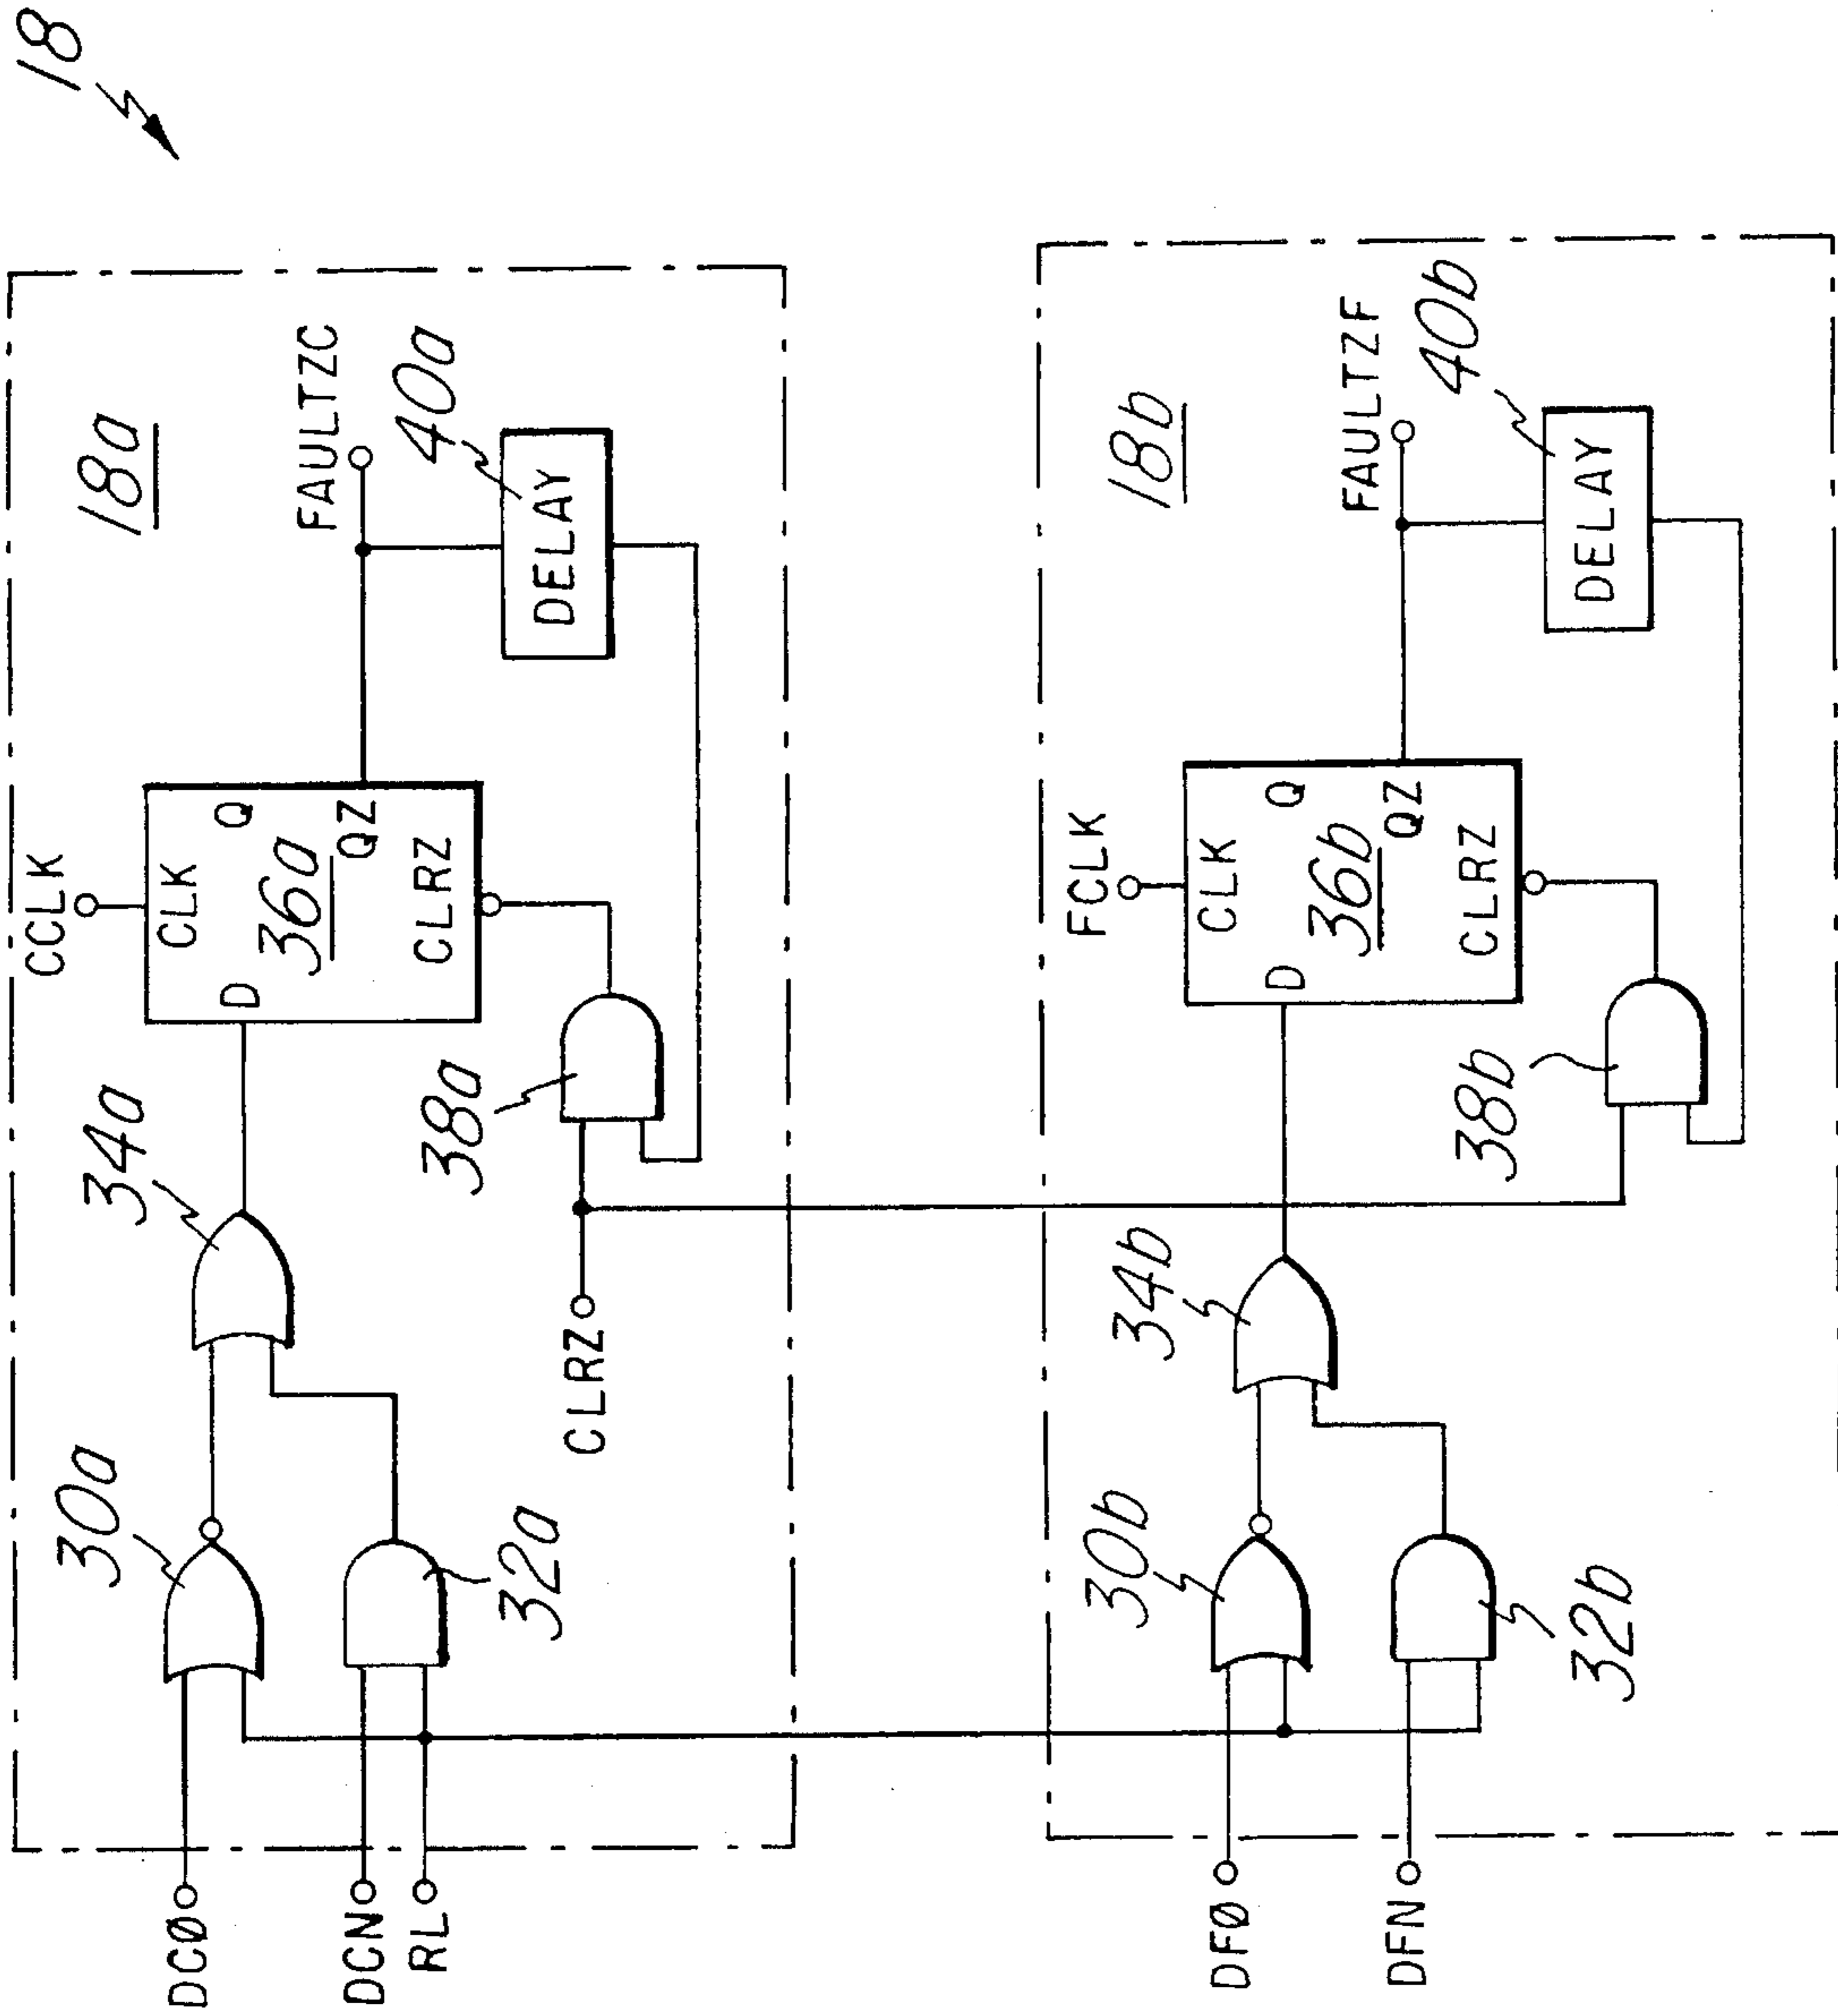 18
18a
CCLK
CLK
D
Q
36a
QZ
CLRZ
FAULTZC
40a
DELAY
34a
38a
30a
32a
CLRZ
DCØ
DCN
RL
18b
FCLK
CLK
D
Q
36b
QZ
CLRZ
FAULTZF
40b
DELAY
34b
38b
30b
32b
DFØ
DFN